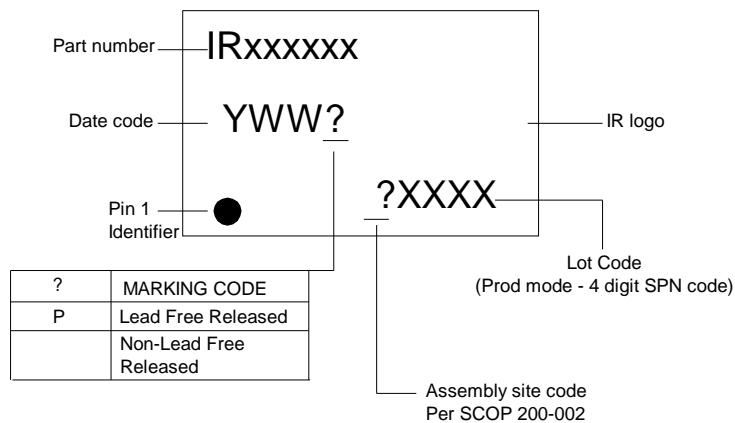 Part number
IRxxxxxx
Date code
YWW?
IR logo
?XXXX
Pin 1
Identifier
Lot Code
(Prod mode - 4 digit SPN code)
? MARKING CODE
P Lead Free Released
Non-Lead Free
Released
Assembly site code
Per SCOP 200-002